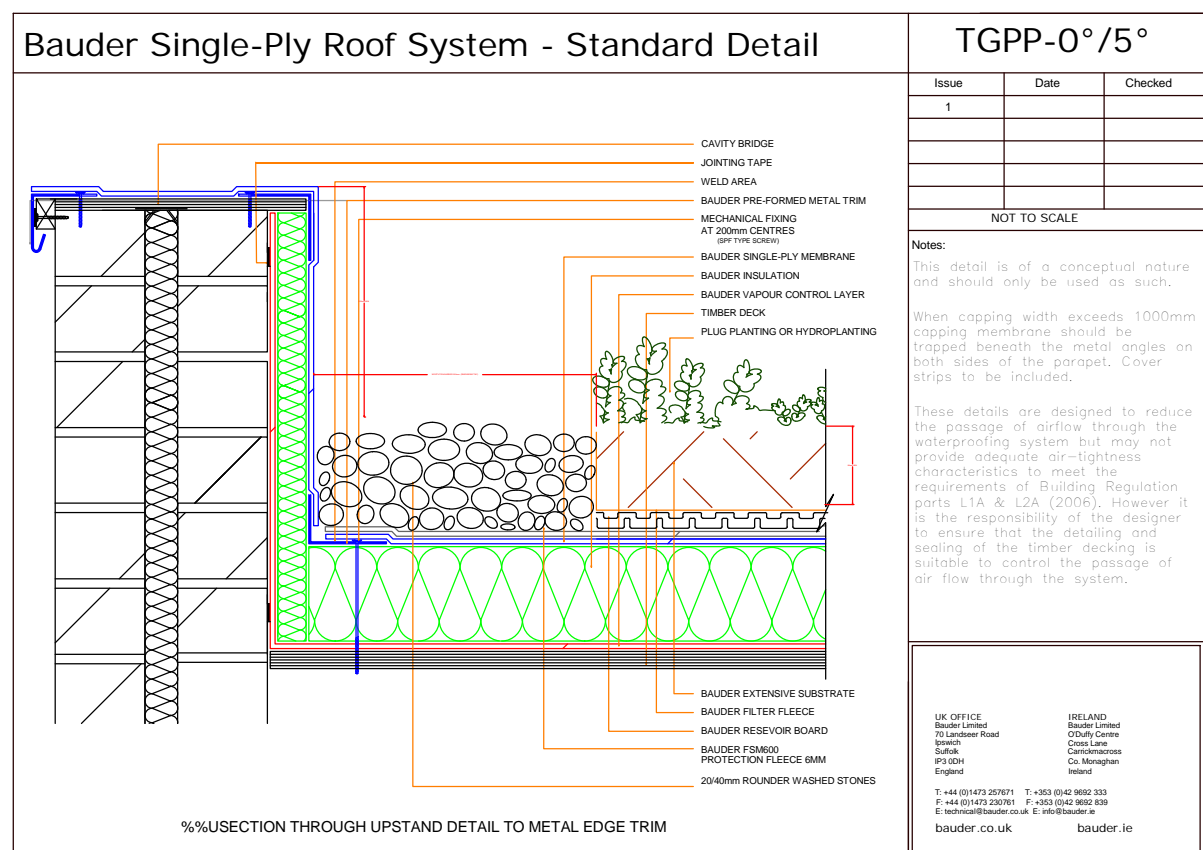 Bauder Single-Ply Roof System - Standard Detail
TGPP-0°/5°
Issue Date Checked
1
NOT TO SCALE
CAVITY BRIDGE
JOINTING TAPE
WELD AREA
BAUDER PRE-FORMED METAL TRIM
MECHANICAL FIXING
AT 200mm CENTRES
(SPF TYPE SCREW)
BAUDER SINGLE-PLY MEMBRANE
BAUDER INSULATION
BAUDER VAPOUR CONTROL LAYER
TIMBER DECK
PLUG PLANTING OR HYDROPLANTING
BAUDER EXTENSIVE SUBSTRATE
BAUDER FILTER FLEECE
BAUDER RESEVOIR BOARD
BAUDER FSM600
PROTECTION FLEECE 6MM
20/40mm ROUNDER WASHED STONES
%%USECTION THROUGH UPSTAND DETAIL TO METAL EDGE TRIM
Notes:
This detail is of a conceptual nature
and should only be used as such.
When capping width exceeds 1000mm
capping membrane should be
trapped beneath the metal angles on
both sides of the parapet. Cover
strips to be included.
These details are designed to reduce
the passage of airflow through the
waterproofing system but may not
provide adequate air-tightness
characteristics to meet the
requirements of Building Regulation
parts L1A & L2A (2006). However it
is the responsibility of the designer
to ensure that the detailing and
sealing of the timber decking is
suitable to control the passage of
air flow through the system.
UK OFFICE
Bauder Limited
70 Landseer Road
Ipswich
Suffolk
IP3 0DH
England
IRELAND
Bauder Limited
O'Duffy Centre
Cross Lane
Carrickmacross
Co. Monaghan
Ireland
T: +44 (0)1473 257671 T: +353 (0)42 9692 333
F: +44 (0)1473 230761 F: +353 (0)42 9692 839
E: technical@bauder.co.uk E: info@bauder.ie
bauder.co.uk bauder.ie